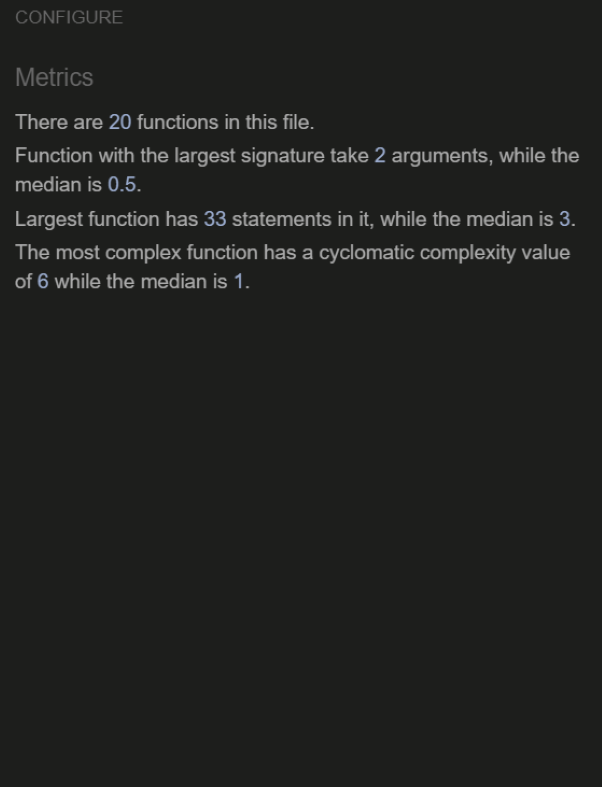 CONFIGURE
Metrics
There are 20 functions in this file.
Function with the largest signature take 2 arguments, while the
median is 0.5.
Largest function has 33 statements in it, while the median is 3.
The most complex function has a cyclomatic complexity value
of 6 while the median is 1.